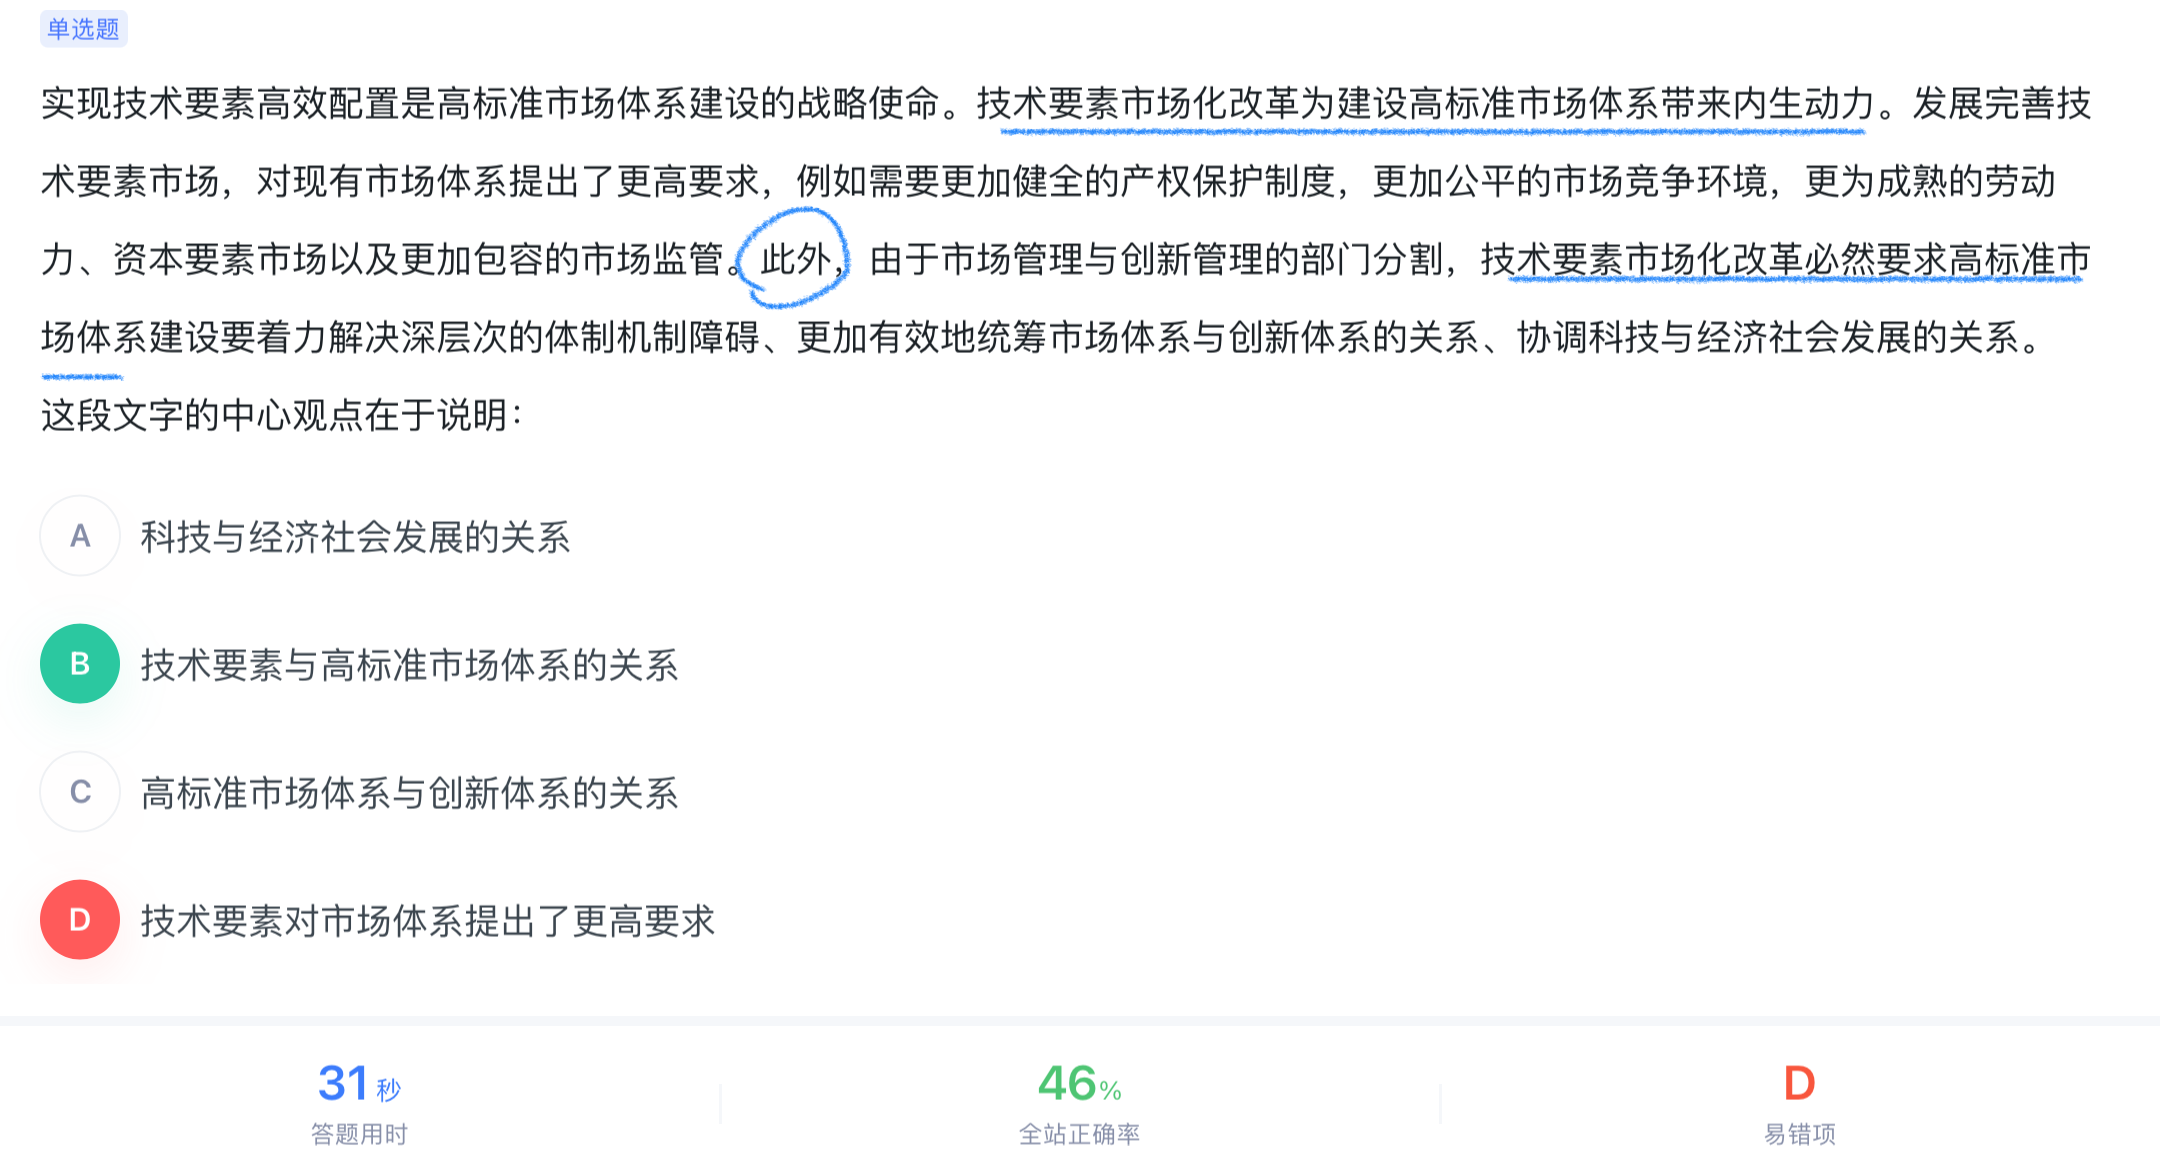 单选题
实现技术要素高效配置是高标准市场体系建设的战略使命。技术要素市场化改革为建设高标准市场体系带来内生动力。发展完善技
术要素市场，对现有市场体系提出了更高要求，例如需要更加健全的产权保护制度，更加公平的市场竞争环境，更为成熟的劳动
力、资本要素市场以及更加包容的市场监管。此外，由于市场管理与创新管理的部门分割，技术要素市场化改革必然要求高标准市
场体系建设要着力解决深层次的体制机制障碍、更加有效地统筹市场体系与创新体系的关系、协调科技与经济社会发展的关系。
这段文字的中心观点在于说明：
A 科技与经济社会发展的关系
B 技术要素与高标准市场体系的关系
C 高标准市场体系与创新体系的关系
D 技术要素对市场体系提出了更高要求
31秒 46% D
答题用时 全站正确率 易错项